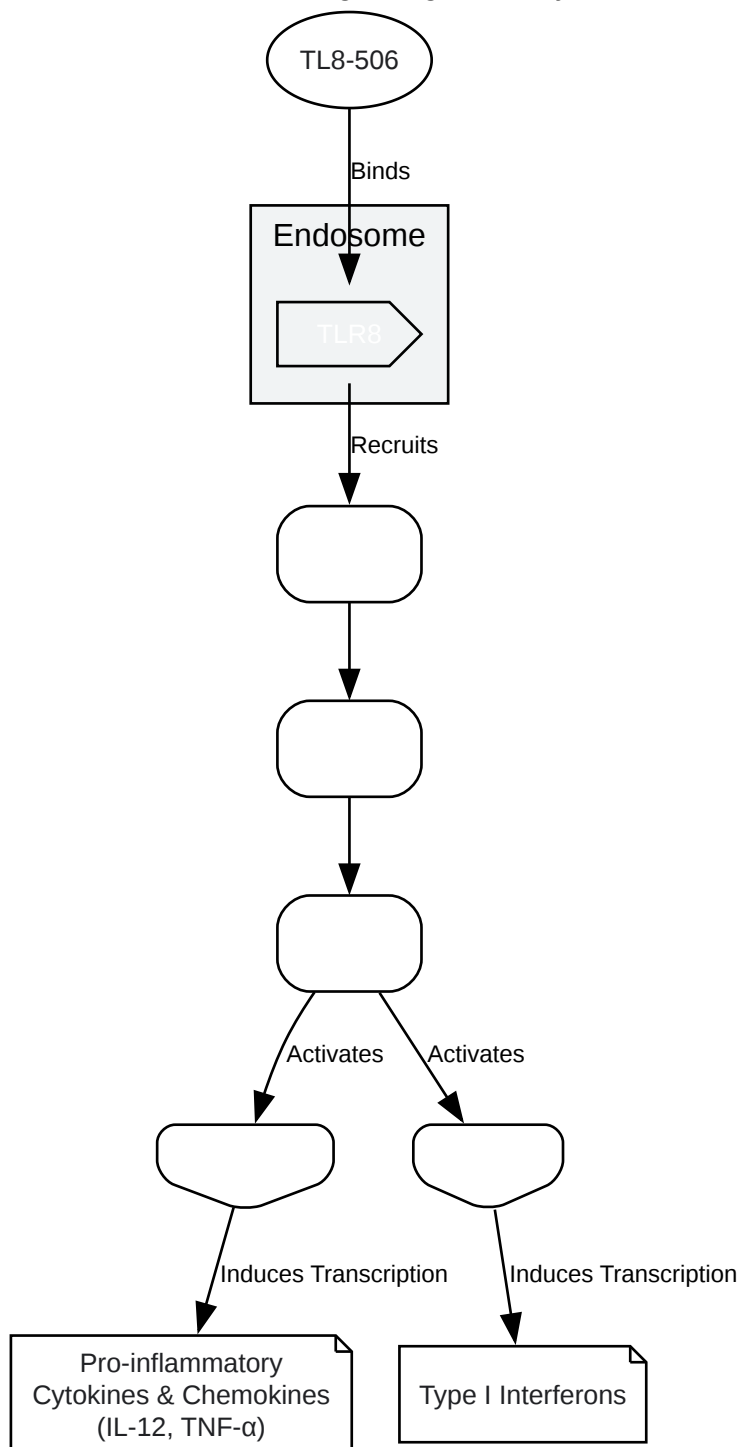 TL8-506
Binds
Endosome
TLR8
Recruits
Activates
Activates
Induces Transcription
Induces Transcription
Pro-inflammatory
Cytokines & Chemokines
(IL-12, TNF-α)
Type I Interferons